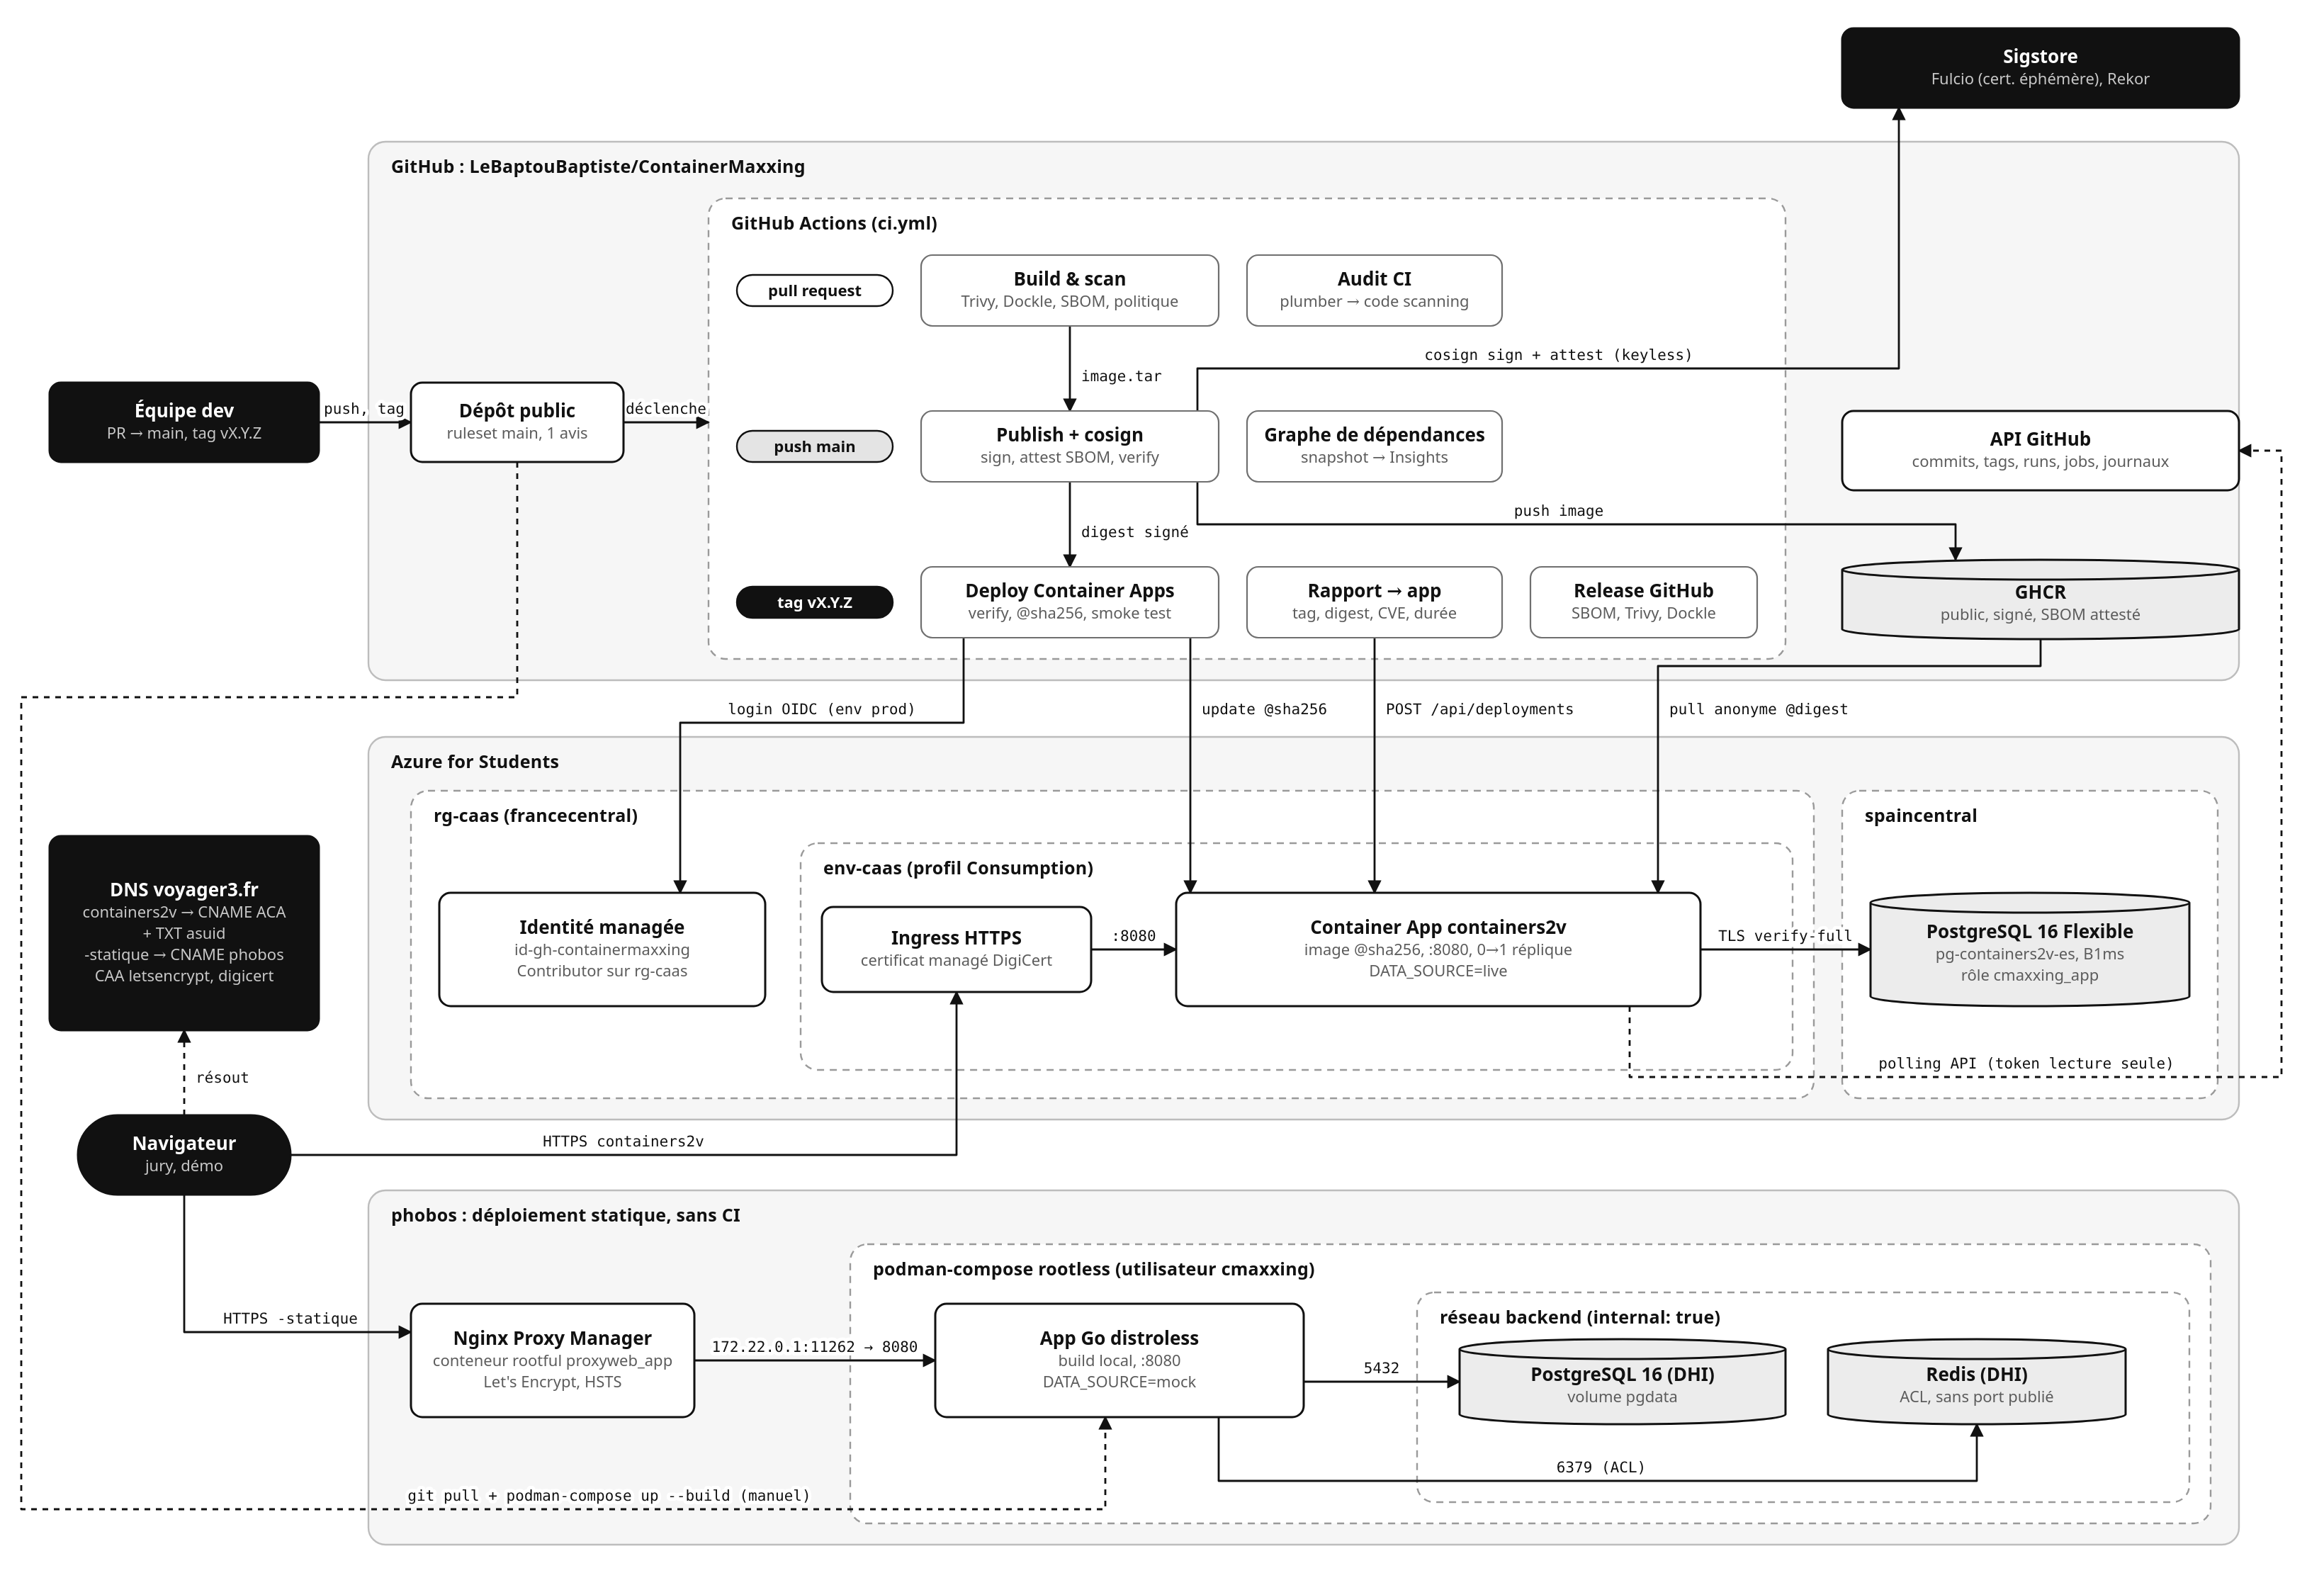 Sigstore
Fulcio (cert. éphémère), Rekor
GitHub : LeBaptouBaptiste/ContainerMaxxing
GitHub Actions (ci.yml)
pull request
Build & scan
Trivy, Dockle, SBOM, politique
Audit CI
plumber → code scanning
cosign sign + attest (keyless)
image.tar
Équipe dev
PR → main, tag vX.Y.Z
push, tag
Dépôt public
ruleset main, 1 avis
déclenche
push main
Publish + cosign
sign, attest SBOM, verify
Graphe de dépendances
snapshot → Insights
API GitHub
commits, tags, runs, jobs, journaux
push image
digest signé
tag vX.Y.Z
Deploy Container Apps
verify, @sha256, smoke test
Rapport → app
tag, digest, CVE, durée
Release GitHub
SBOM, Trivy, Dockle
GHCR
public, signé, SBOM attesté
login OIDC (env prod)
update @sha256
POST /api/deployments
pull anonyme @digest
Azure for Students
rg-caas (francecentral)
spaincentral
env-caas (profil Consumption)
DNS voyager3.fr
containers2v → CNAME ACA
+ TXT asuid
-statique → CNAME phobos
CAA letsencrypt, digicert
Identité managée
id-gh-containermaxxing
Contributor sur rg-caas
Ingress HTTPS
certificat managé DigiCert
:8080
Container App containers2v
image @sha256, :8080, 0→1 réplique
DATA_SOURCE=live
TLS verify-full
PostgreSQL 16 Flexible
pg-containers2v-es, B1ms
rôle cmaxxing_app
polling API (token lecture seule)
résout
Navigateur
jury, démo
HTTPS containers2v
phobos : déploiement statique, sans CI
podman-compose rootless (utilisateur cmaxxing)
réseau backend (internal: true)
HTTPS -statique
Nginx Proxy Manager
conteneur rootful proxyweb_app
Let's Encrypt, HSTS
172.22.0.1:11262 → 8080
App Go distroless
build local, :8080
DATA_SOURCE=mock
5432
PostgreSQL 16 (DHI)
volume pgdata
Redis (DHI)
ACL, sans port publié
6379 (ACL)
git pull + podman-compose up --build (manuel)